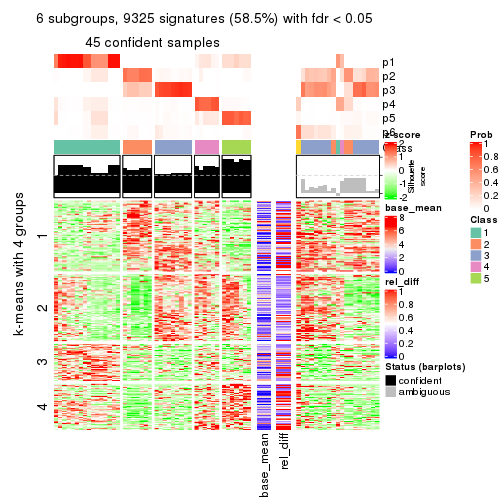 6 subgroups, 9325 signatures (58.5%) with fdr < 0.05
45 confident samples
p1
p2
p3
p4
p5
p6
Class
Silhouette
score
k-means with 4 groups
1
2
3
4
base_mean
rel_diff
z-score
2
1
0
-1
-2
base_mean
8
6
4
2
0
rel_diff
1
0.8
0.6
0.4
0.2
0
Status (barplots)
confident
ambiguous
Prob
1
0.8
0.6
0.4
0.2
0
Class
1
2
3
4
5